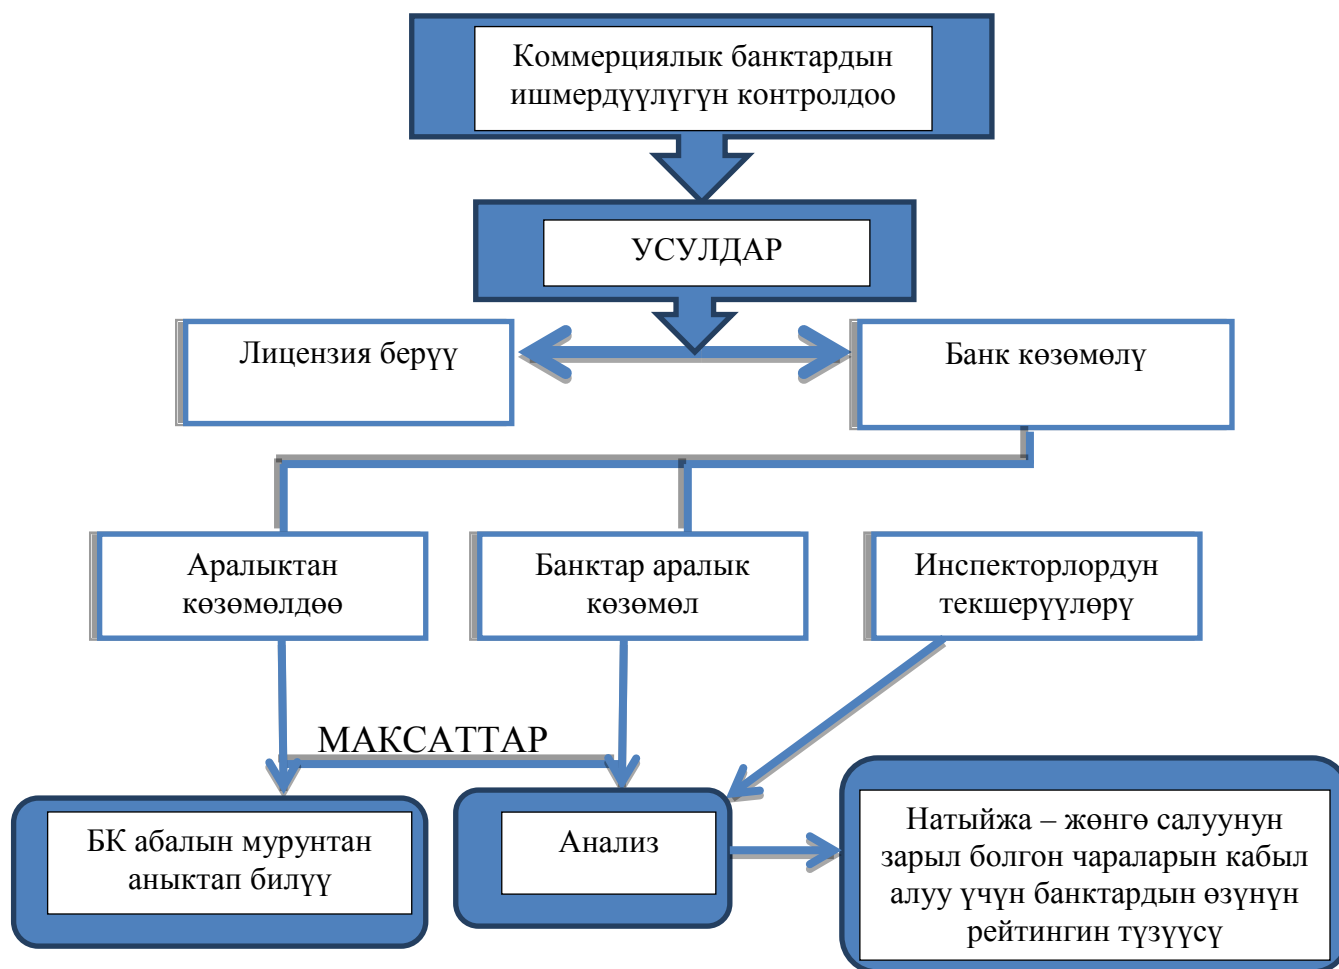 Коммерциялык банктардын
ишмердүүлүгүн контролдоо
УСУЛДАР
Лицензия берүү
Банк көзөмөлү
Аралыктан
көзөмөлдөө
Банктар аралык
көзөмөл
Инспекторлордун
текшерүүлөрү
МАКСАТТАР
БК абалын мурунтан
аныктап билүү
Анализ
Натыйжа – жөнгө салуунун
зарыл болгон чараларын кабыл
алуу үчүн банктардын өзүнүн
рейтингин түзүүсү